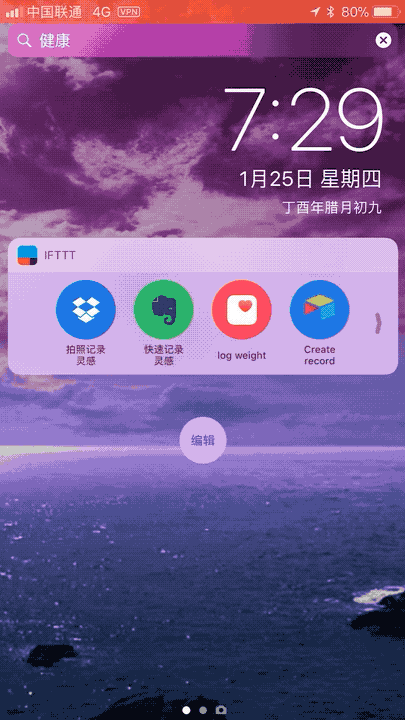 中国联通 4G VPN 80%
健康
7:29
1月25日 星期四
丁酉年腊月初九
IFTTT
拍照记录
灵感
快速记录
灵感
log weight
Create
record
编辑